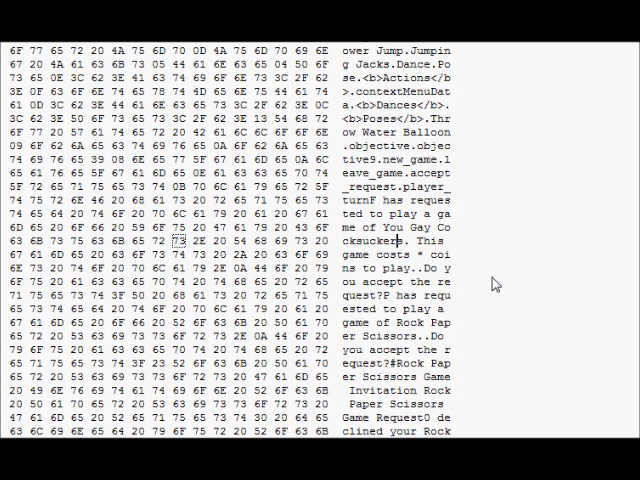 6F 77 65 72 20 4A 75 6D 70 0D 4A 75 6D 70 69 6E ower Jump.Jumpin
67 20 4A 61 63 6B 73 05 44 61 6E 63 65 04 50 6F g Jacks.Dance.Po
73 65 0E 3C 62 3E 41 63 74 69 6F 6E 73 3C 2F 62 se.<b>Actions</b
3E 0F 63 6F 6E 74 65 78 74 4D 65 6E 75 44 61 74 >.contextMenuDat
61 0D 3C 62 3E 44 61 6E 63 65 73 3C 2F 62 3E 0C a.<b>Dances</b>.
3C 62 3E 50 6F 73 65 73 3C 2F 62 3E 13 54 68 72 <b>Poses</b>.Thr
6F 77 20 57 61 74 65 72 20 42 61 6C 6C 6F 6F 6E ow Water Balloon
09 6F 62 6A 65 63 74 69 76 65 0A 6F 62 6A 65 63 .objective.objec
74 69 76 65 39 08 6E 65 77 5F 67 61 6D 65 0A 6C tive9.new_game.l
65 61 76 65 5F 67 61 6D 65 0E 61 63 63 65 70 74 eave_game.accept
5F 72 65 71 75 65 73 74 0B 70 6C 61 79 65 72 5F _request.player_
74 75 72 6E 46 20 68 61 73 20 72 65 71 75 65 73 turnF has reques
74 65 64 20 74 6F 20 70 6C 61 79 20 61 20 67 61 ted to play a ga
6D 65 20 6F 66 20 59 6F 75 20 47 61 79 20 43 6F me of You Gay Co
63 6B 73 75 63 6B 65 72 73 2E 20 54 68 69 73 20 cksuckers. This
67 61 6D 65 20 63 6F 73 74 73 20 2A 20 63 6F 69 game costs * coi
6E 73 20 74 6F 20 70 6C 61 79 2E 0A 44 6F 20 79 ns to play..Do y
6F 75 20 61 63 63 65 70 74 20 74 68 65 20 72 65 ou accept the re
71 75 65 73 74 3F 50 20 68 61 73 20 72 65 71 75 quest?P has requ
65 73 74 65 64 20 74 6F 20 70 6C 61 79 20 61 20 ested to play a
67 61 6D 65 20 6F 66 20 52 6F 63 6B 20 50 61 70 game of Rock Pap
65 72 20 53 63 69 73 73 6F 72 73 2E 0A 44 6F 20 er Scissors..Do
79 6F 75 20 61 63 63 65 70 74 20 74 68 65 20 72 you accept the r
65 71 75 65 73 74 3F 23 52 6F 63 6B 20 50 61 70 equest?#Rock Pap
65 72 20 53 63 69 73 73 6F 72 73 20 47 61 6D 65 er Scissors Game
20 49 6E 76 69 74 61 74 69 6F 6E 20 52 6F 63 6B Invitation Rock
20 50 61 70 65 72 20 53 63 69 73 73 6F 72 73 20 Paper Scissors
47 61 6D 65 20 52 65 71 75 65 73 74 30 20 64 65 Game Request0 de
63 6C 69 6E 65 64 20 79 6F 75 72 20 52 6F 63 6B clined your Rock